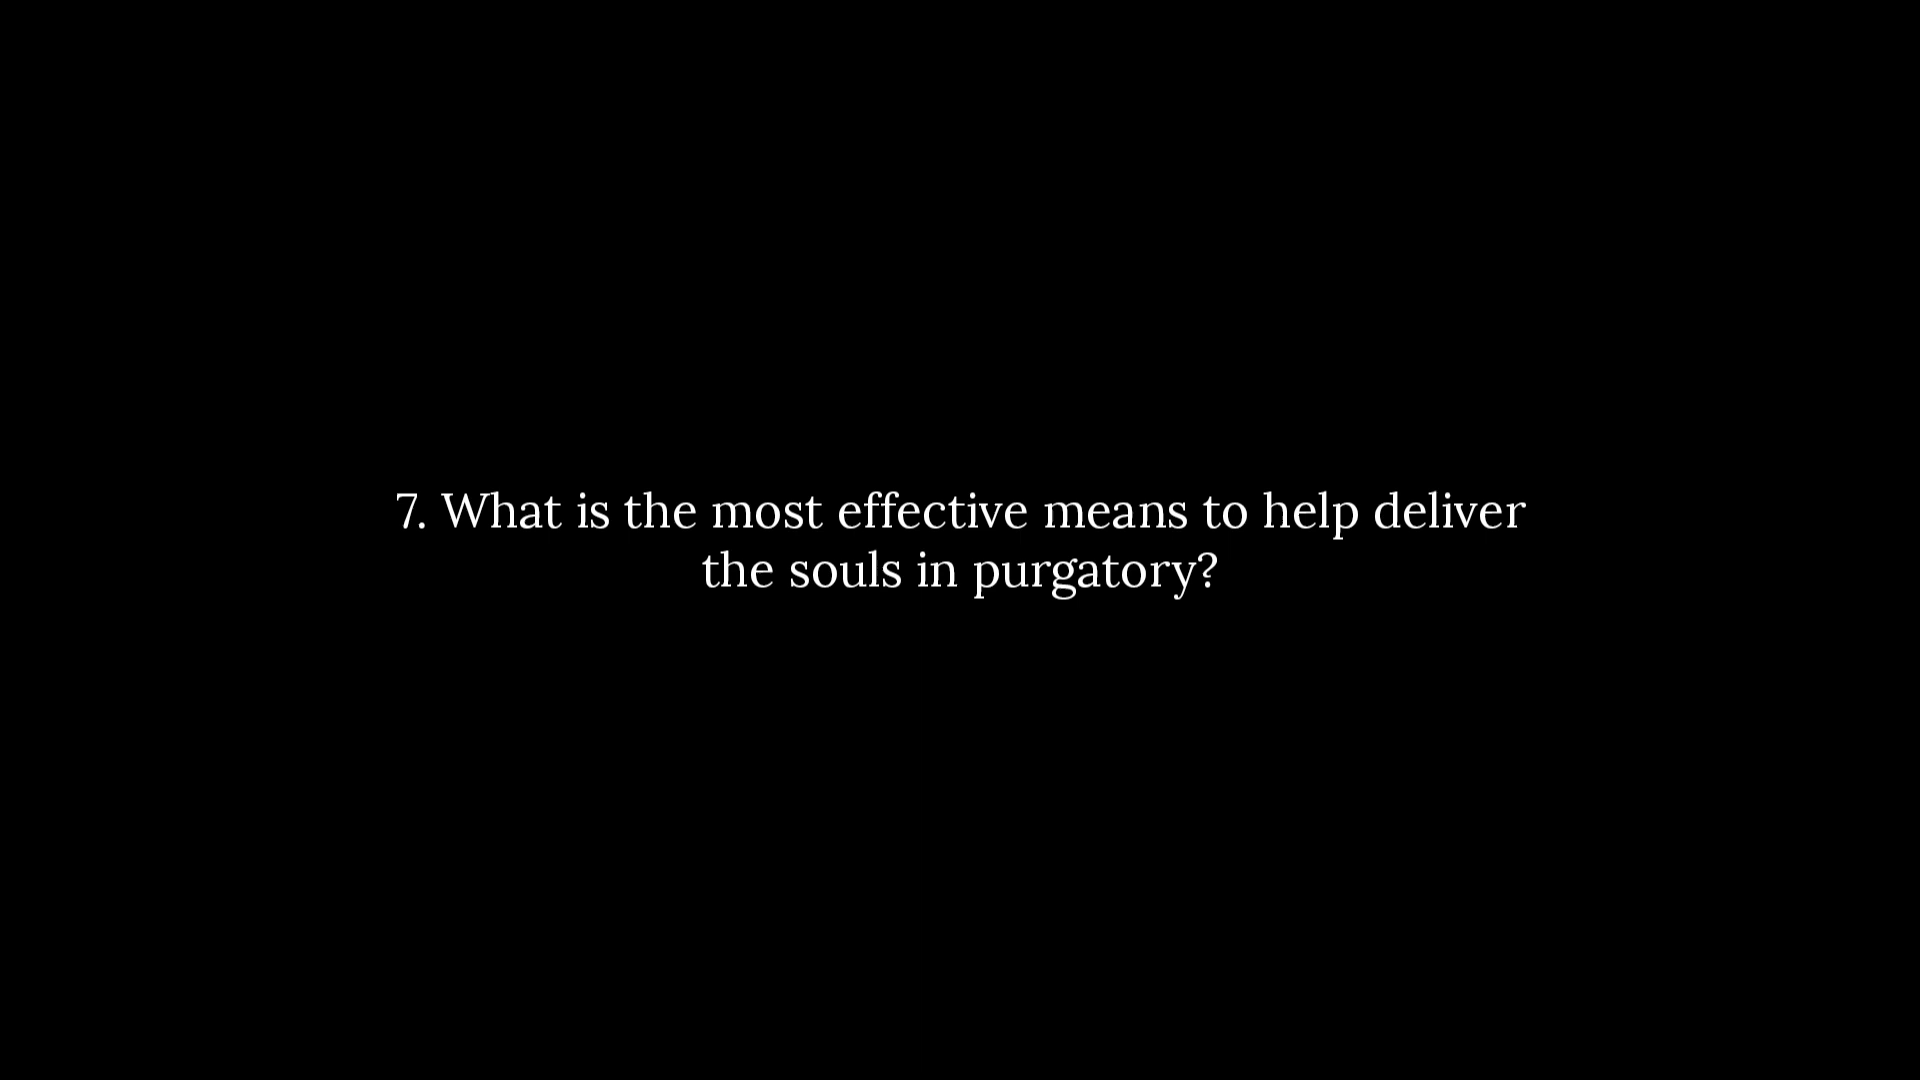 7. What is the most effective means to help deliver
the souls in purgatory?